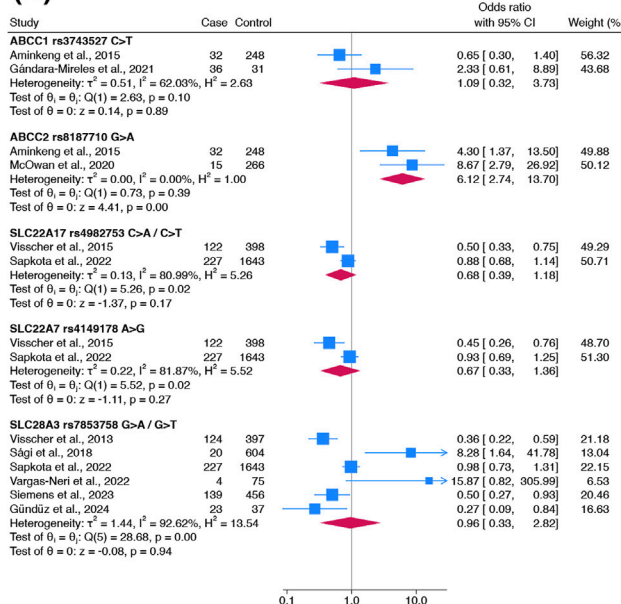 Odds ratio
Study Case Control with 95% CI Weight (%)
ABCC1 rs3743527 C>T
Aminkeng et al., 2015 32 248 0.65 [ 0.30, 1.40] 56.32
Gándara-Mireles et al., 2021 36 31 2.33 [ 0.61, 8.89] 43.68
Heterogeneity: τ² = 0.51, I² = 62.03%, H² = 2.63 1.09 [ 0.32, 3.73]
Test of θᵢ = θⱼ: Q(1) = 2.63, p = 0.10
Test of θ = 0: z = 0.14, p = 0.89
ABCC2 rs8187710 G>A
Aminkeng et al., 2015 32 248 4.30 [ 1.37, 13.50] 49.88
McOwan et al., 2020 15 266 8.67 [ 2.79, 26.92] 50.12
Heterogeneity: τ² = 0.00, I² = 0.00%, H² = 1.00 6.12 [ 2.74, 13.70]
Test of θᵢ = θⱼ: Q(1) = 0.73, p = 0.39
Test of θ = 0: z = 4.41, p = 0.00
SLC22A17 rs4982753 C>A / C>T
Visscher et al., 2015 122 398 0.50 [ 0.33, 0.75] 49.29
Sapkota et al., 2022 227 1643 0.88 [ 0.68, 1.14] 50.71
Heterogeneity: τ² = 0.13, I² = 80.99%, H² = 5.26 0.68 [ 0.39, 1.18]
Test of θᵢ = θⱼ: Q(1) = 5.26, p = 0.02
Test of θ = 0: z = -1.37, p = 0.17
SLC22A7 rs4149178 A>G
Visscher et al., 2015 122 398 0.45 [ 0.26, 0.76] 48.70
Sapkota et al., 2022 227 1643 0.93 [ 0.69, 1.25] 51.30
Heterogeneity: τ² = 0.22, I² = 81.87%, H² = 5.52 0.67 [ 0.33, 1.36]
Test of θᵢ = θⱼ: Q(1) = 5.52, p = 0.02
Test of θ = 0: z = -1.11, p = 0.27
SLC28A3 rs7853758 G>A / G>T
Visscher et al., 2013 124 397 0.36 [ 0.22, 0.59] 21.18
Sági et al., 2018 20 604 8.28 [ 1.64, 41.78] 13.04
Sapkota et al., 2022 227 1643 0.98 [ 0.73, 1.31] 22.15
Vargas-Neri et al., 2022 4 75 15.87 [ 0.82, 305.99] 6.53
Siemens et al., 2023 139 456 0.50 [ 0.27, 0.93] 20.46
Gündüz et al., 2024 23 37 0.27 [ 0.09, 0.84] 16.63
Heterogeneity: τ² = 1.44, I² = 92.62%, H² = 13.54 0.96 [ 0.33, 2.82]
Test of θᵢ = θⱼ: Q(5) = 28.68, p = 0.00
Test of θ = 0: z = -0.08, p = 0.94
0.1 1.0 10.0